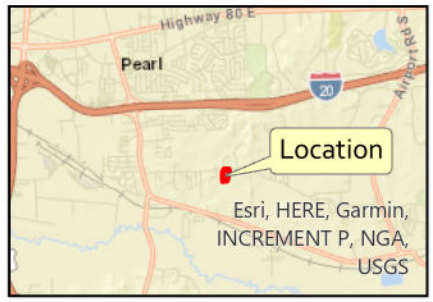 Highway 80 E
Pearl
Airport Rd S
20
Location
Esri, HERE, Garmin,
INCREMENT P, NGA,
USGS